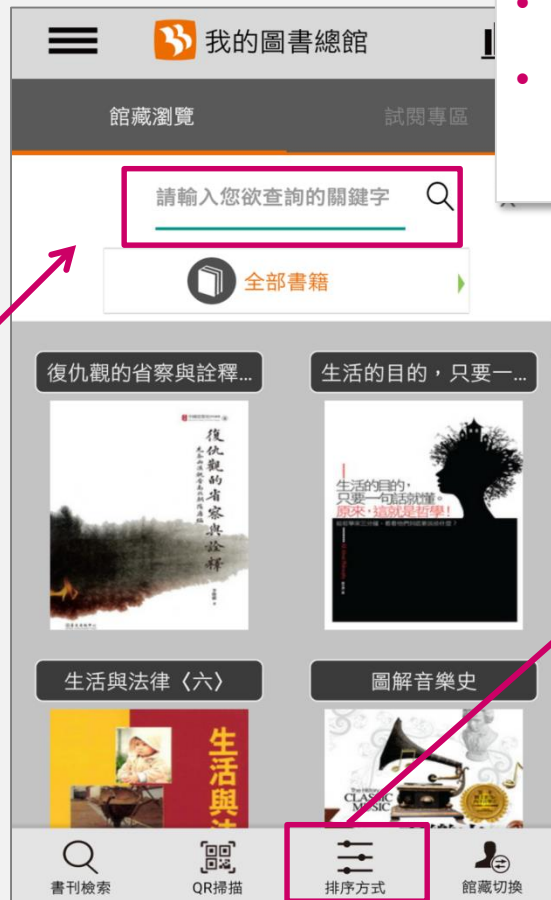 我的圖書總館
館藏瀏覽
試閱專區
請輸入您欲查詢的關鍵字
全部書籍
復仇觀的省察與詮釋...
生活的目的，只要一...
復仇觀的省察與詮釋
生活的目的，
只要一句話就懂。
原來，這就是哲學！
生活與法律〈六〉
圖解音樂史
生活與法
The History
CLASSIC
MUSIC
書刊檢索
QR掃描
排序方式
館藏切換